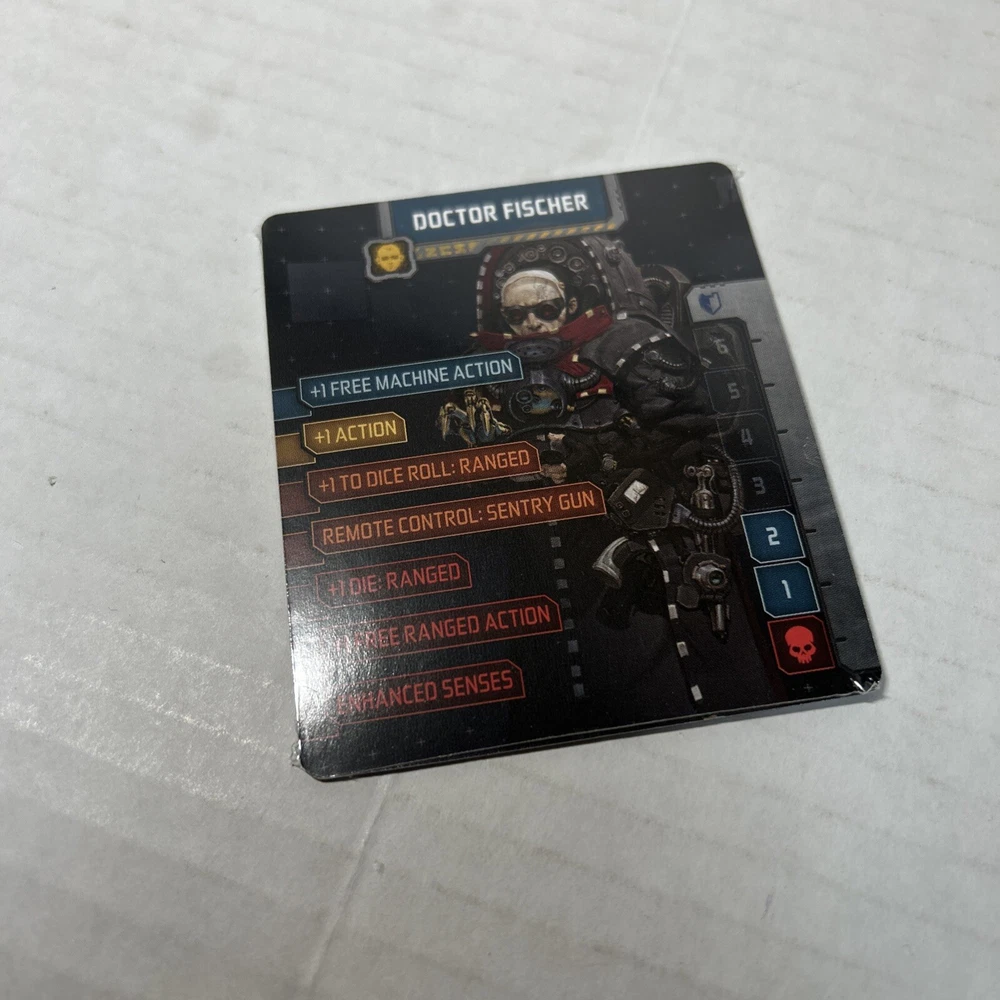 DOCTOR FISCHER
+1 FREE MACHINE ACTION
+1 ACTION
+1 TO DICE ROLL: RANGED
REMOTE CONTROL: SENTRY GUN
+1 DIE: RANGED
FREE RANGED ACTION
ENHANCED SENSES
6
5
4
3
2
1